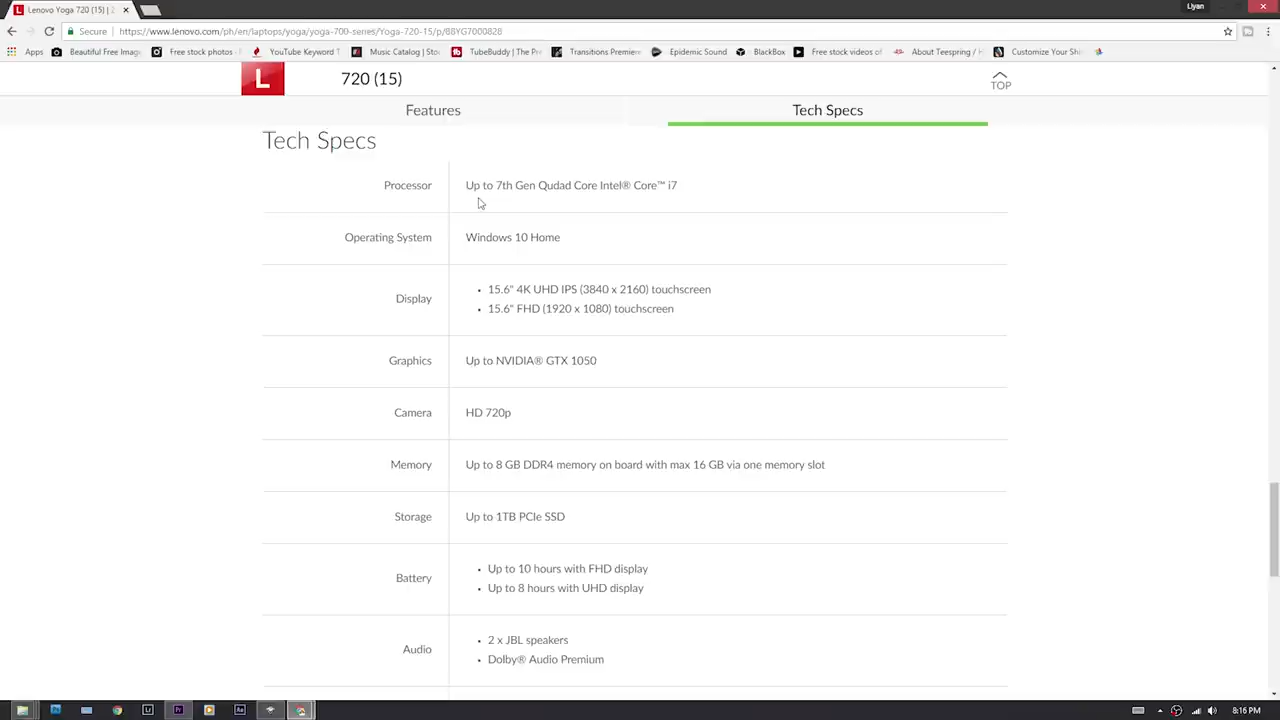 Lenovo Yoga 720 (15) | 2
Liyan
Secure https://www.lenovo.com/ph/en/laptops/yoga/yoga-700-series/Yoga-720-15/p/88YG7000828
Apps Beautiful Free Image Free stock photos YouTube Keyword T Music Catalog | Stoc TubeBuddy | The Pre Transitions Premiere Epidemic Sound BlackBox Free stock videos of About Teespring / H Customize Your Shi
L 720 (15) TOP
Features Tech Specs
Tech Specs
Processor Up to 7th Gen Qudad Core Intel® Core™ i7
Operating System Windows 10 Home
Display
• 15.6" 4K UHD IPS (3840 x 2160) touchscreen
• 15.6" FHD (1920 x 1080) touchscreen
Graphics Up to NVIDIA® GTX 1050
Camera HD 720p
Memory Up to 8 GB DDR4 memory on board with max 16 GB via one memory slot
Storage Up to 1TB PCIe SSD
Battery
• Up to 10 hours with FHD display
• Up to 8 hours with UHD display
Audio
• 2 x JBL speakers
• Dolby® Audio Premium
8:16 PM